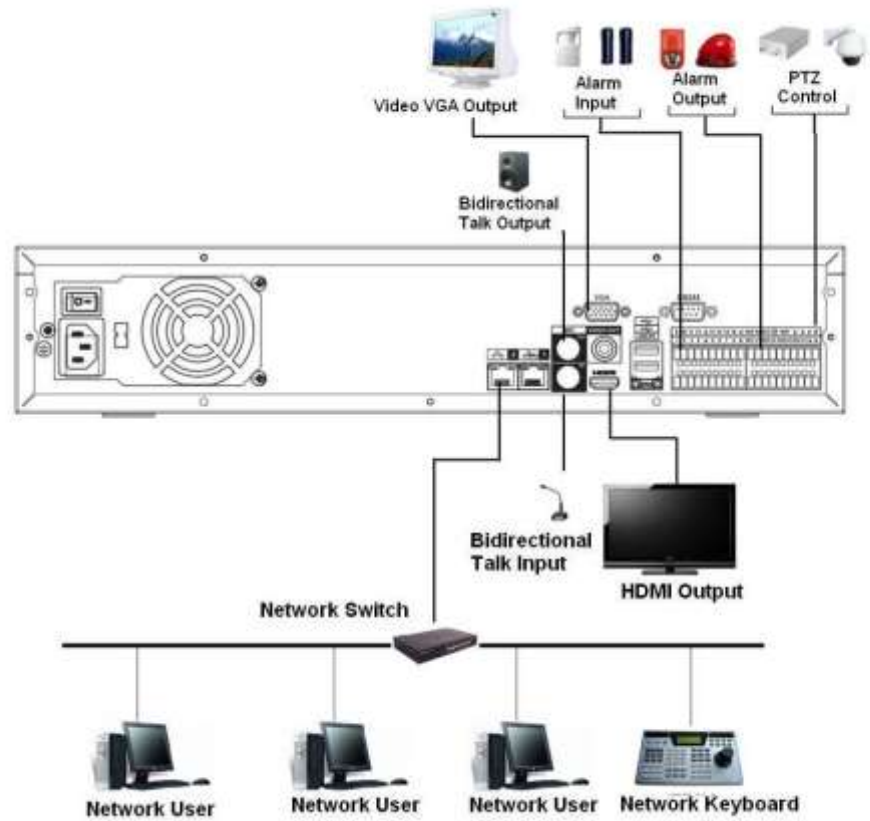 Video VGA Output
Alarm
Input
Alarm
Output
PTZ
Control
Bidirectional
Talk Output
VGA
HDMI
Bidirectional
Talk Input
HDMI Output
Network Switch
Network User
Network User
Network User
Network Keyboard